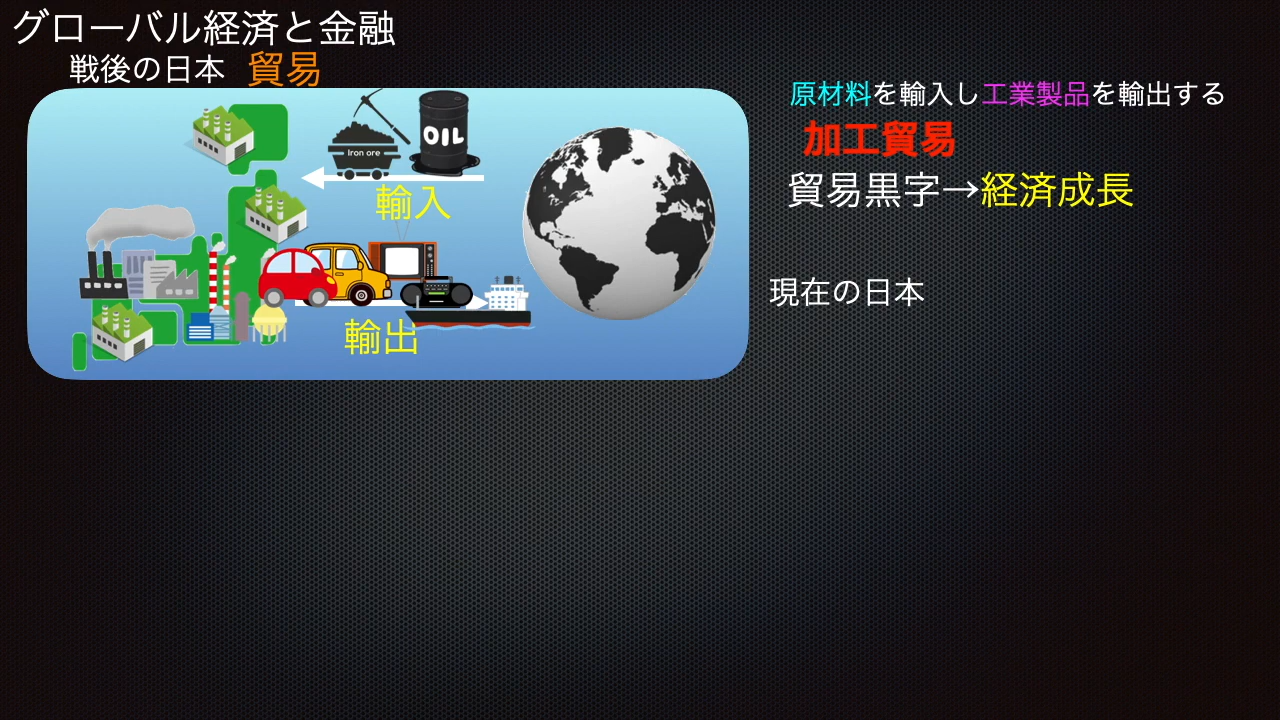 グローバル経済と金融
戦後の日本 貿易
原材料を輸入し工業製品を輸出する
加工貿易
貿易黒字→経済成長
現在の日本
OIL
Iron ore
輸入
輸出